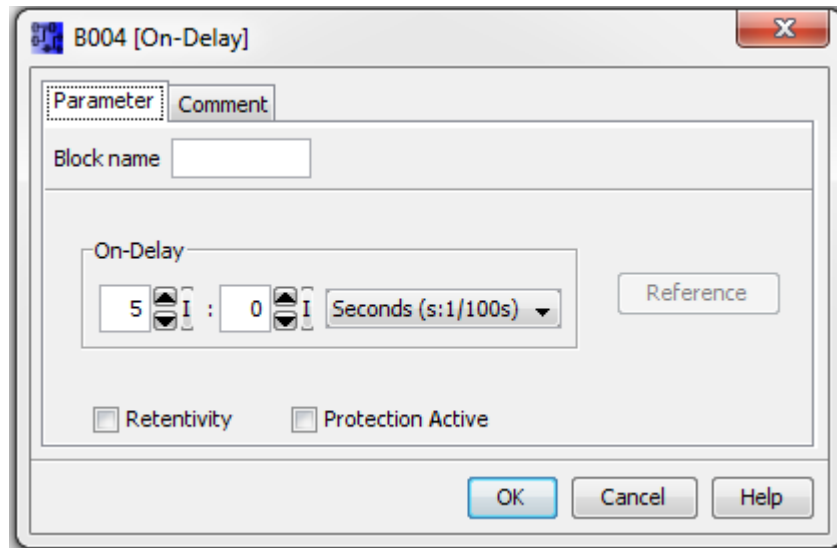 B004 [On-Delay]
Parameter Comment
Block name
On-Delay
5 : 0 Seconds (s:1/100s)
Reference
Retentivity Protection Active
OK Cancel Help